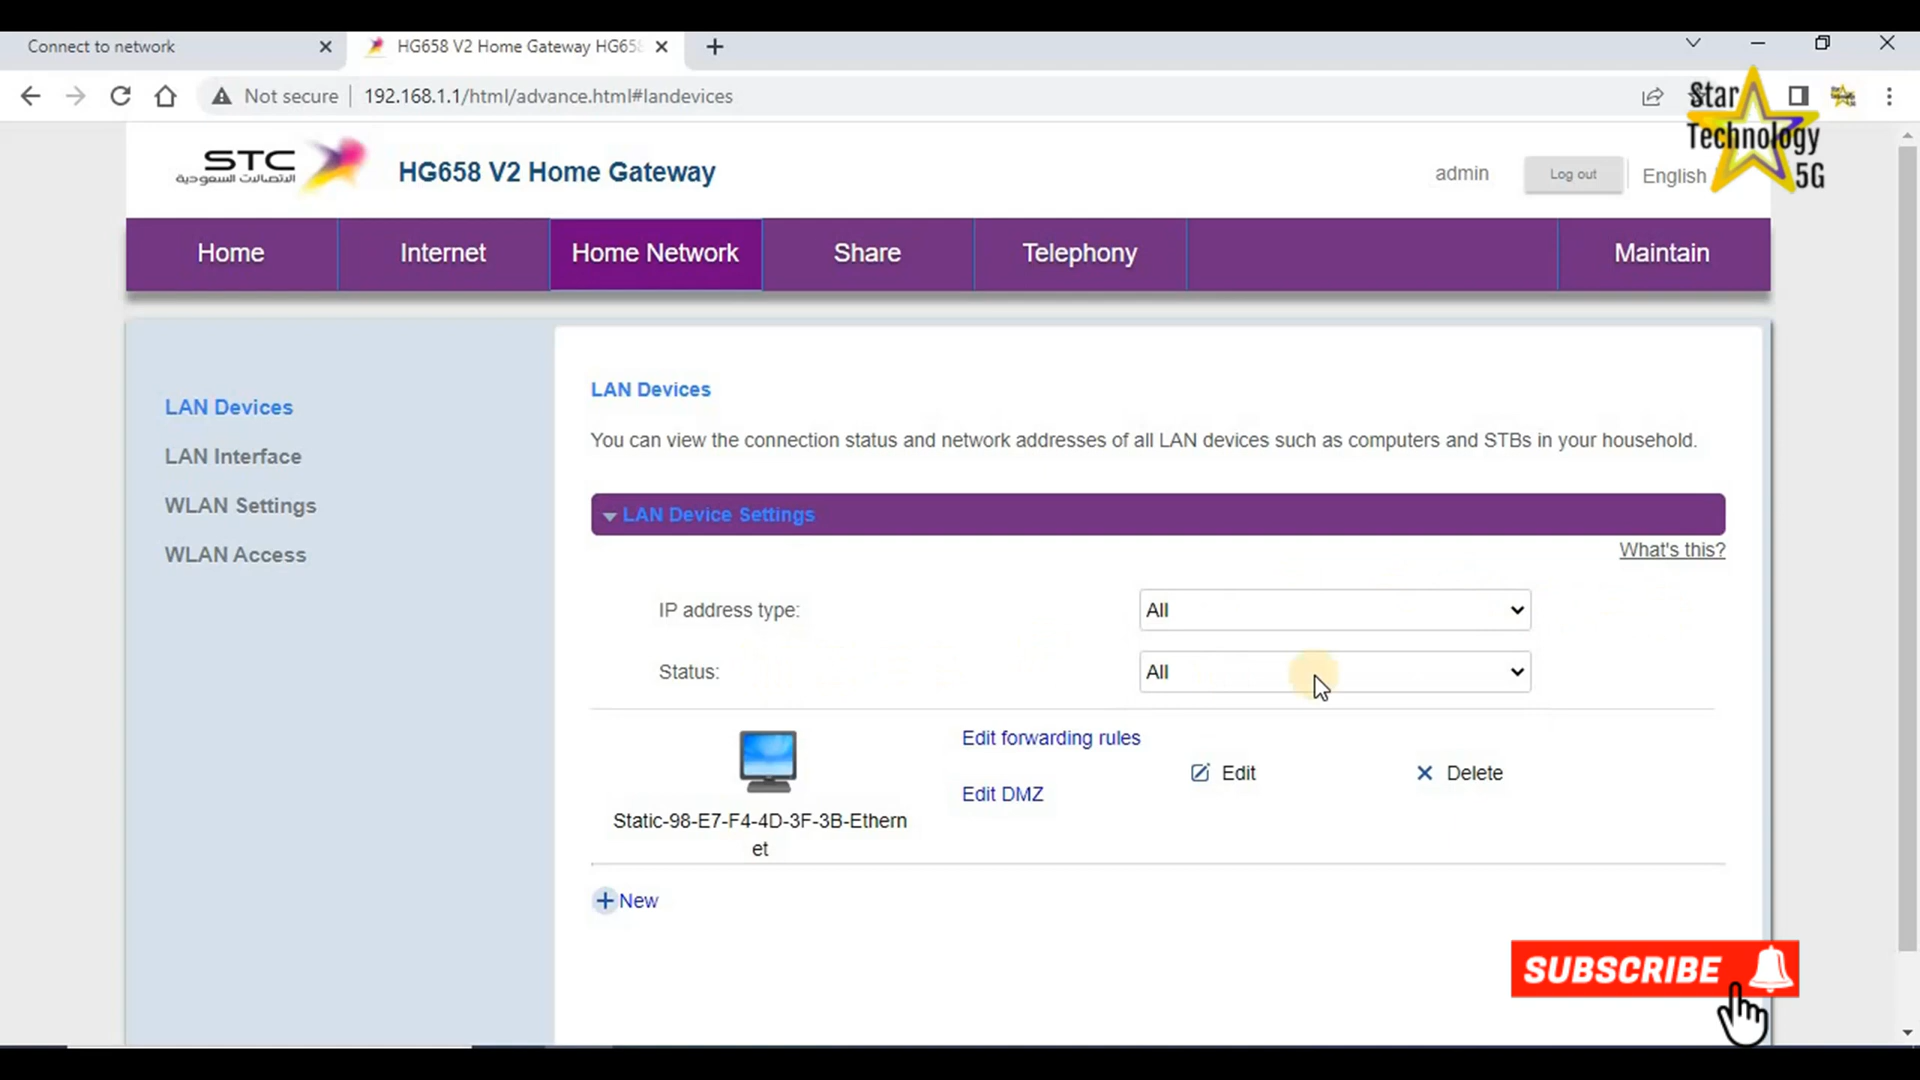 Connect to network
HG658 V2 Home Gateway HG658
Not secure
192.168.1.1/html/advance.html#landevices
Star
Technology
5G
STC
الاتصالات السعودية
HG658 V2 Home Gateway
admin
Log out
English
Home
Internet
Home Network
Share
Telephony
Maintain
LAN Devices
LAN Interface
WLAN Settings
WLAN Access
LAN Devices
You can view the connection status and network addresses of all LAN devices such as computers and STBs in your household.
LAN Device Settings
What's this?
IP address type:
All
Status:
All
Edit forwarding rules
Edit DMZ
Edit
Delete
Static-98-E7-F4-4D-3F-3B-Ethern
et
New
SUBSCRIBE